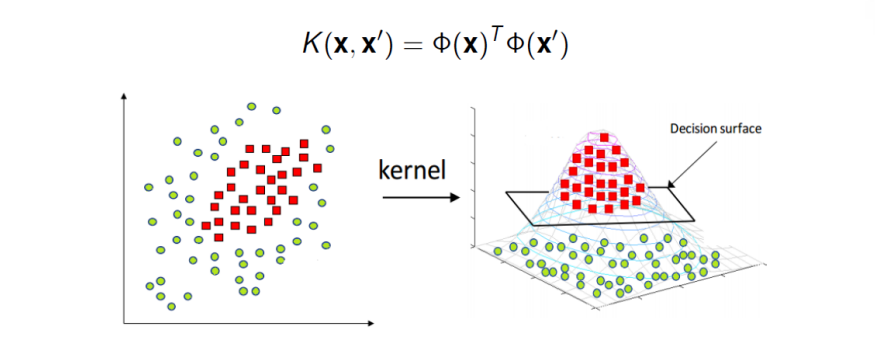 K(x, x′) = Φ(x)ᵀΦ(x′)
Decision surface
kernel